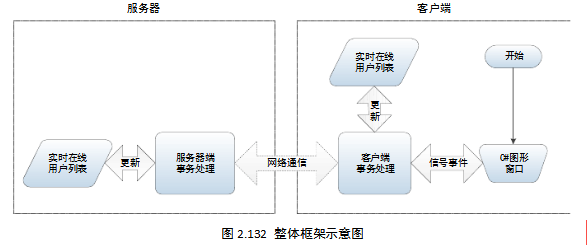 服务器
客户端
实时在线
用户列表
开始
更
新
实时在线
用户列表
更新
服务器端
事务处理
网络通信
客户端
事务处理
信号事件
C#图形
窗口
图 2.132 整体框架示意图